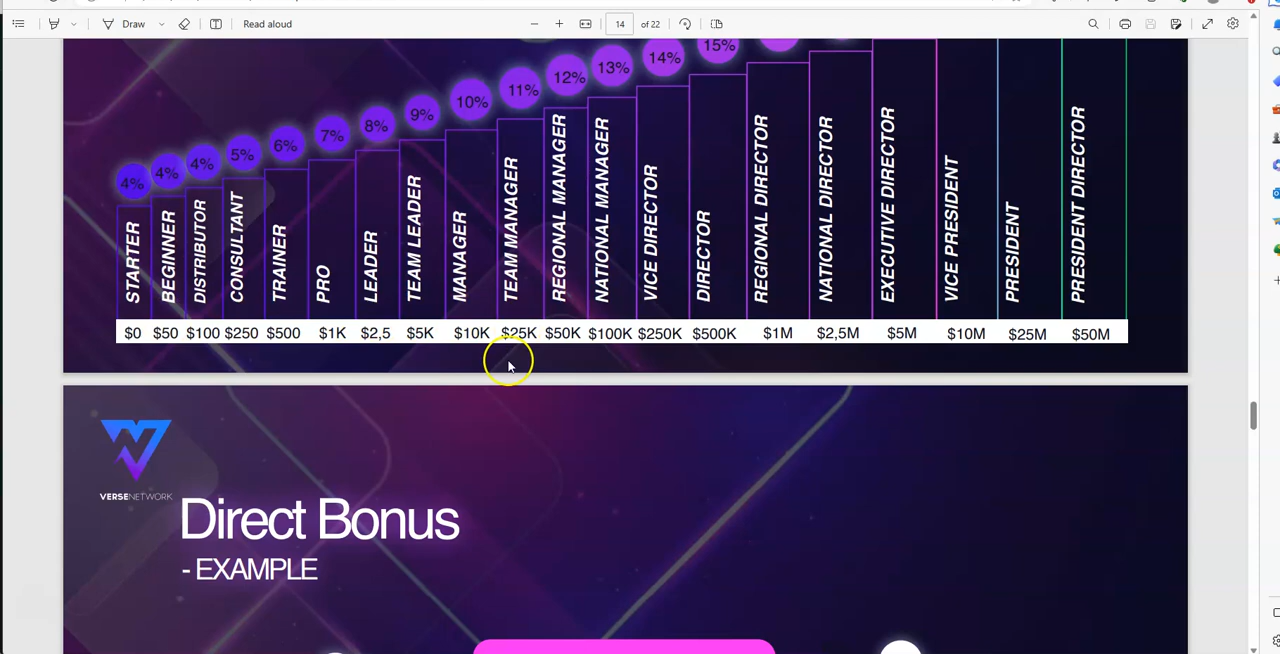 Draw
Read aloud
14 of 22
4% 4% 4% 5% 6% 7% 8% 9% 10% 11% 12% 13% 14% 15%
STARTER
BEGINNER
DISTRIBUTOR
CONSULTANT
TRAINER
PRO
LEADER
TEAM LEADER
MANAGER
TEAM MANAGER
REGIONAL MANAGER
NATIONAL MANAGER
VICE DIRECTOR
DIRECTOR
REGIONAL DIRECTOR
NATIONAL DIRECTOR
EXECUTIVE DIRECTOR
VICE PRESIDENT
PRESIDENT
PRESIDENT DIRECTOR
$0 $50 $100 $250 $500 $1K $2,5 $5K $10K $25K $50K $100K $250K $500K $1M $2,5M $5M $10M $25M $50M
VERSENETWORK
Direct Bonus
- EXAMPLE